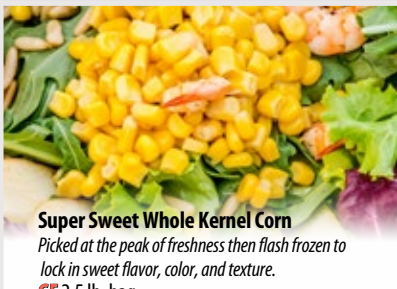 Super Sweet Whole Kernel Corn
Picked at the peak of freshness then flash frozen to
lock in sweet flavor, color, and texture.